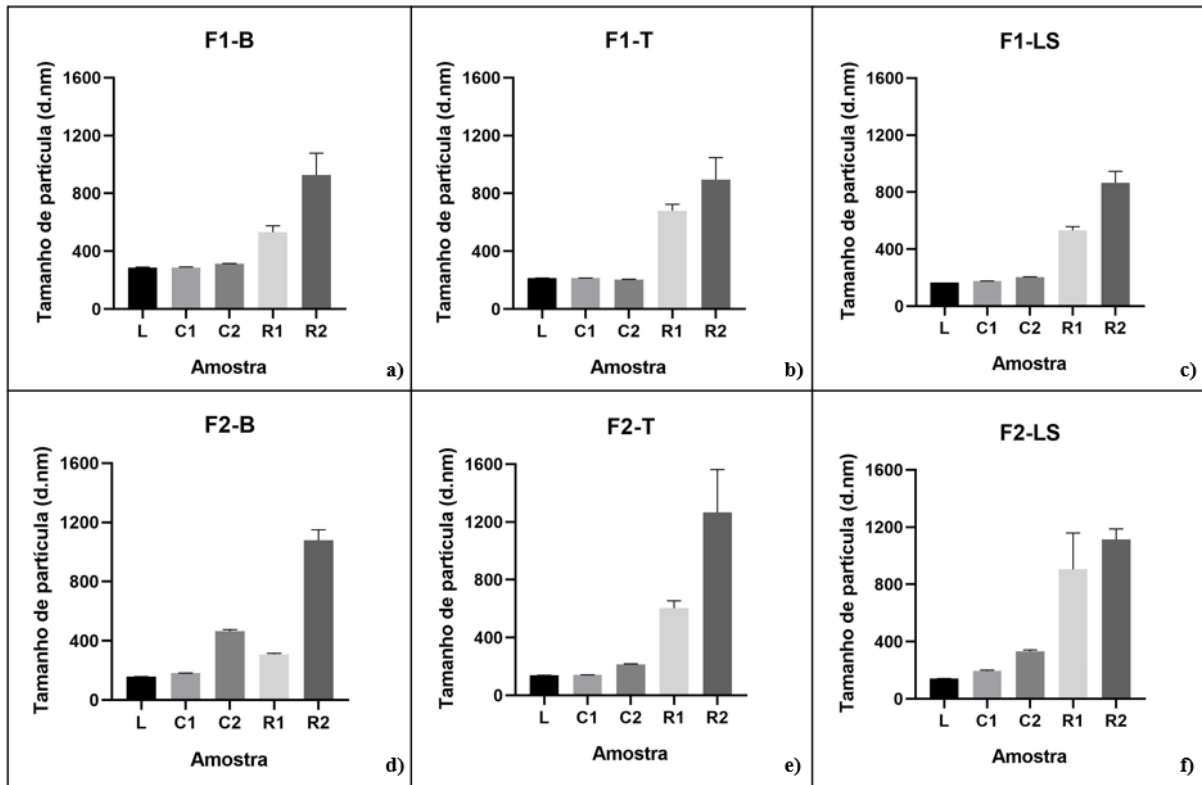 F1-B
Tamanho de partícula (d.nm)
1600
1200
800
400
0
L C1 C2 R1 R2
Amostra
a)
F1-T
Tamanho de partícula (d.nm)
1600
1200
800
400
0
L C1 C2 R1 R2
Amostra
b)
F1-LS
Tamanho de partícula (d.nm)
1600
1200
800
400
0
L C1 C2 R1 R2
Amostra
c)
F2-B
Tamanho de partícula (d.nm)
1600
1200
800
400
0
L C1 C2 R1 R2
Amostra
d)
F2-T
Tamanho de partícula (d.nm)
1600
1200
800
400
0
L C1 C2 R1 R2
Amostra
e)
F2-LS
Tamanho de partícula (d.nm)
1600
1200
800
400
0
L C1 C2 R1 R2
Amostra
f)